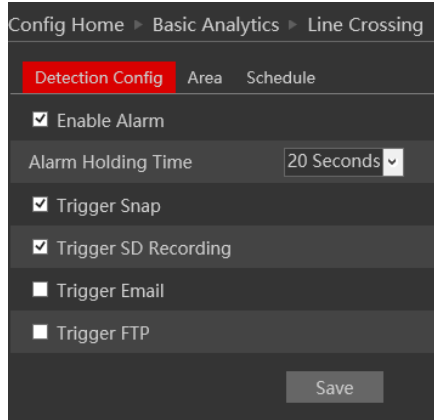 Config Home ▶ Basic Analytics ▶ Line Crossing
Detection Config Area Schedule
Enable Alarm
Alarm Holding Time 20 Seconds
Trigger Snap
Trigger SD Recording
Trigger Email
Trigger FTP
Save